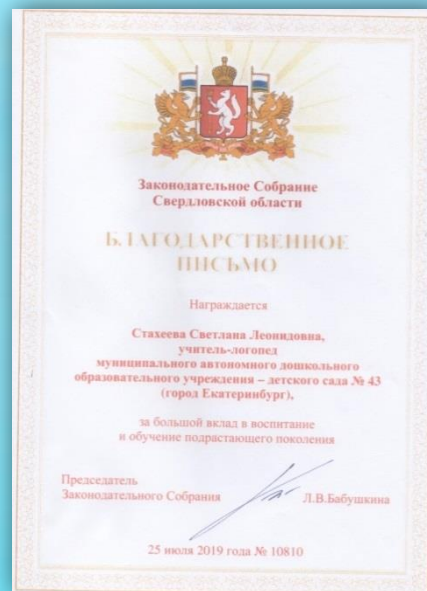 Законодательное Собрание
Свердловской области
БЛАГОДАРСТВЕННОЕ
ПИСЬМО
Награждается
Стахеева Светлана Леонидовна,
учитель-логопед
муниципального автономного дошкольного
образовательного учреждения – детского сада № 43
(город Екатеринбург),
за большой вклад в воспитание
и обучение подрастающего поколения
Председатель
Законодательного Собрания Л.В.Бабушкина
25 июля 2019 года № 10810